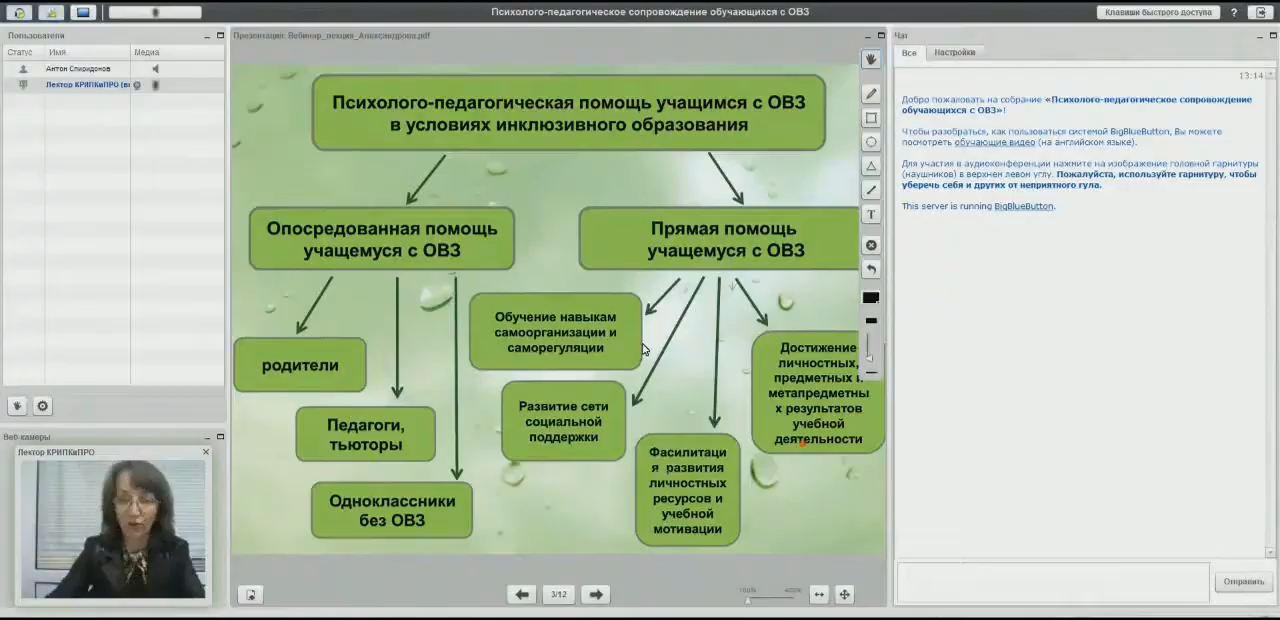 Психолого-педагогическое сопровождение обучающихся с ОВЗ
Клавиши быстрого доступа
?
Пользователи
Статус
Имя
Медиа
Антон Спиридонов
Лектор КРИПКиПРО (вы
Веб-камеры
Лектор КРИПКиПРО
Презентация: Вебинар_лекция_Александрова.pdf
Психолого-педагогическая помощь учащимся с ОВЗ
в условиях инклюзивного образования
Опосредованная помощь
учащемуся с ОВЗ
Прямая помощь
учащемуся с ОВЗ
родители
Педагоги,
тьюторы
Одноклассники
без ОВЗ
Обучение навыкам
самоорганизации и
саморегуляции
Развитие сети
социальной
поддержки
Фасилитаци
я развития
личностных
ресурсов и
учебной
мотивации
Достижение
личностных,
предметных и
метапредметны
х результатов
учебной
деятельности
T
3/12
100%
400%
Чат
Все
Настройки
13:14
Добро пожаловать на собрание «Психолого-педагогическое сопровождение
обучающихся с ОВЗ»!
Чтобы разобраться, как пользоваться системой BigBlueButton, Вы можете
посмотреть обучающие видео (на английском языке).
Для участия в аудиоконференции нажмите на изображение головной гарнитуры
(наушников) в верхнем левом углу. Пожалуйста, используйте гарнитуру, чтобы
уберечь себя и других от неприятного гула.
This server is running BigBlueButton.
Отправить